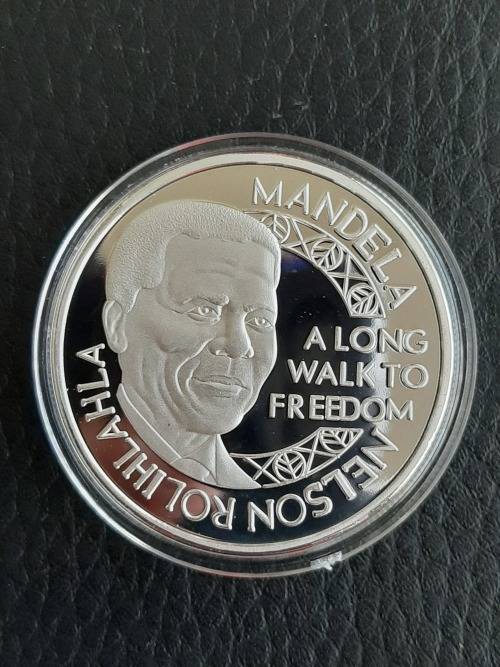 MANDELA
A LONG
WALK TO
FREEDOM
NELSON ROLIHLAHLA